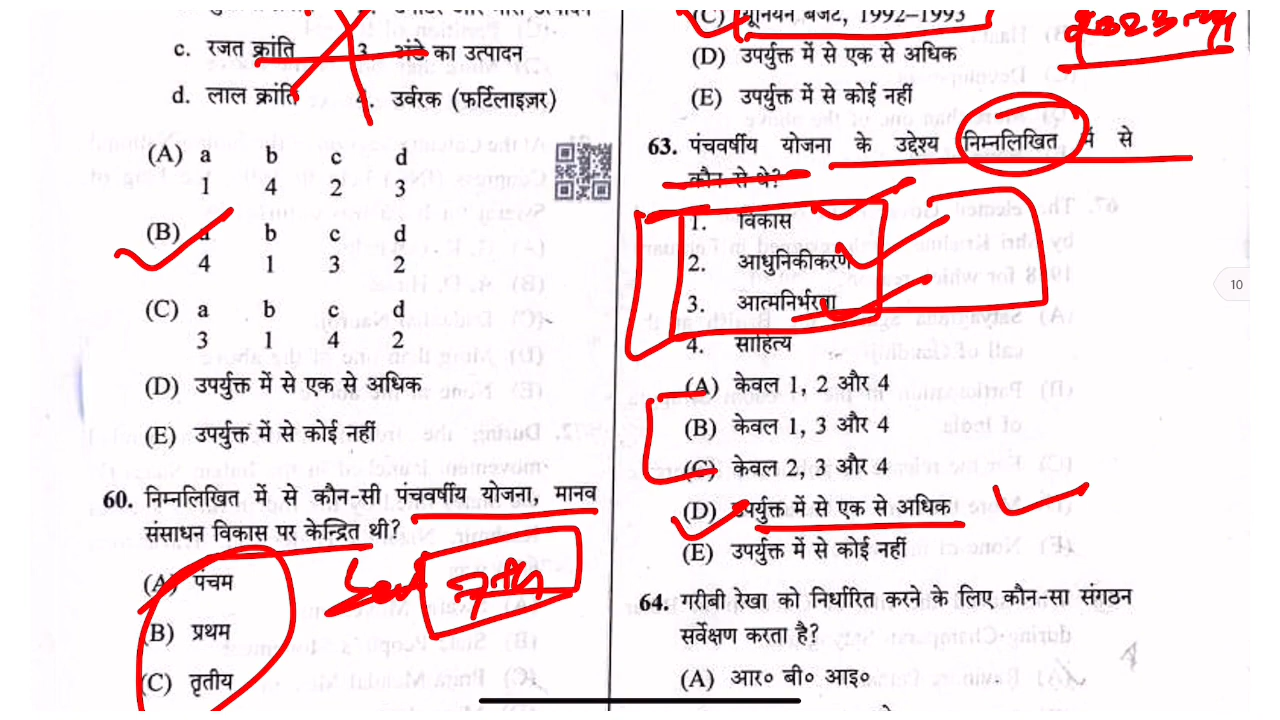 c. रजत क्रांति 3. अंडे का उत्पादन
d. लाल क्रांति 4. उर्वरक (फर्टिलाइज़र)
(A) a b c d
1 4 2 3
(B) a b c d
4 1 3 2
(C) a b c d
3 1 4 2
(D) उपर्युक्त में से एक से अधिक
(E) उपर्युक्त में से कोई नहीं
60. निम्नलिखित में से कौन-सी पंचवर्षीय योजना, मानव
संसाधन विकास पर केन्द्रित थी?
7th
(A) पंचम
(B) प्रथम
(C) तृतीय
(C) यूनियन बजट, 1992–1993
(D) उपर्युक्त में से एक से अधिक
(E) उपर्युक्त में से कोई नहीं
63. पंचवर्षीय योजना के उद्देश्य निम्नलिखित में से
कौन-से थे?
1. विकास
2. आधुनिकीकरण
3. आत्मनिर्भरता
4. साहित्य
(A) केवल 1, 2 और 4
(B) केवल 1, 3 और 4
(C) केवल 2, 3 और 4
(D) उपर्युक्त में से एक से अधिक
(E) उपर्युक्त में से कोई नहीं
64. गरीबी रेखा को निर्धारित करने के लिए कौन-सा संगठन
सर्वेक्षण करता है?
(A) आर० बी० आइ०
10